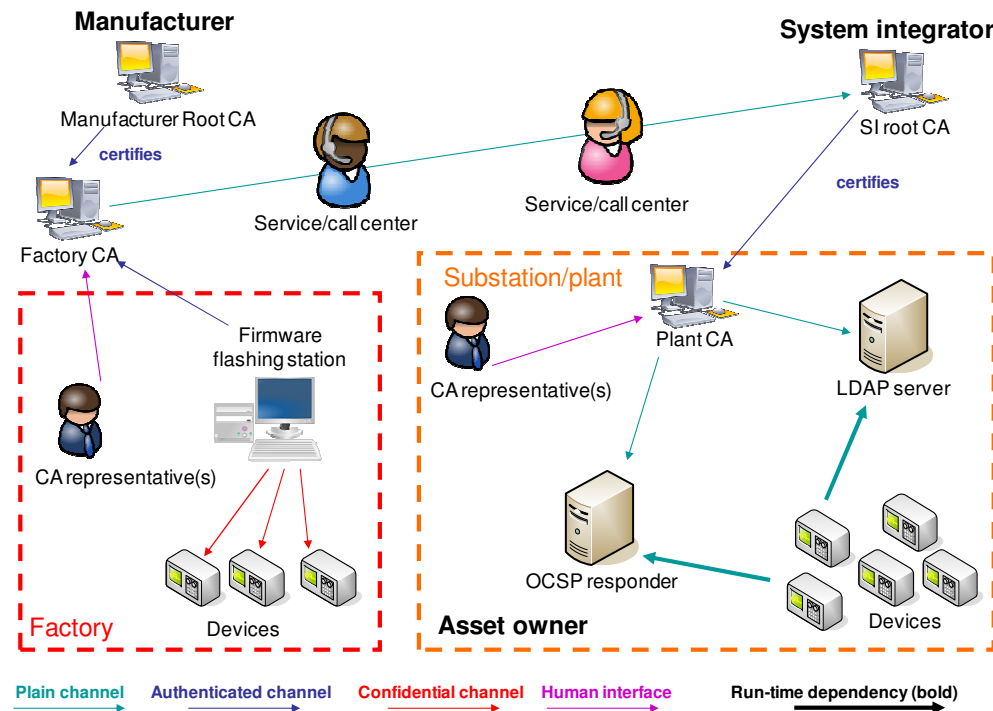 Manufacturer
System integrator
Manufacturer Root CA
SI root CA
certifies
certifies
Service/call center
Service/call center
Factory CA
Substation/plant
Firmware
flashing station
Plant CA
CA representative(s)
LDAP server
CA representative(s)
OCSP responder
Factory
Devices
Asset owner
Devices
Plain channel
Authenticated channel
Confidential channel
Human interface
Run-time dependency (bold)